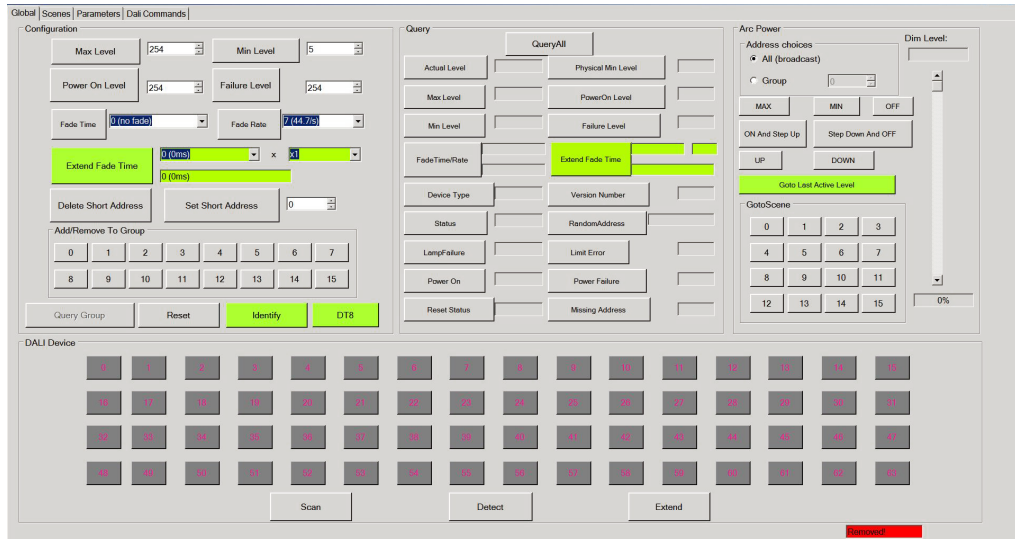 Global Scenes Parameters Dali Commands
Configuration
Max Level 254 Min Level 5
Power On Level 254 Failure Level 254
Fade Time 0 (no fade) Fade Rate 7 (44.7/s)
Extend Fade Time 0 (0ms) x x1
0 (0ms)
Delete Short Address Set Short Address 0
Add/Remove To Group
0 1 2 3 4 5 6 7
8 9 10 11 12 13 14 15
Query Group Reset Identify DT8
Query
QueryAll
Actual Level Physical Min Level
Max Level PowerOn Level
Min Level Failure Level
FadeTime/Rate Extend Fade Time
Device Type Version Number
Status RandomAddress
LampFailure Limit Error
Power On Power Failure
Reset Status Missing Address
Arc Power
Address choices
All (broadcast)
Group 0
Dim Level:
MAX MIN OFF
ON And Step Up Step Down And OFF
UP DOWN
Goto Last Active Level
GotoScene
0 1 2 3
4 5 6 7
8 9 10 11
12 13 14 15
0%
DALI Device
0 1 2 3 4 5 6 7 8 9 10 11 12 13 14 15
16 17 18 19 20 21 22 23 24 25 26 27 28 29 30 31
32 33 34 35 36 37 38 39 40 41 42 43 44 45 46 47
48 49 50 51 52 53 54 55 56 57 58 59 60 61 62 63
Scan Detect Extend
Removed!